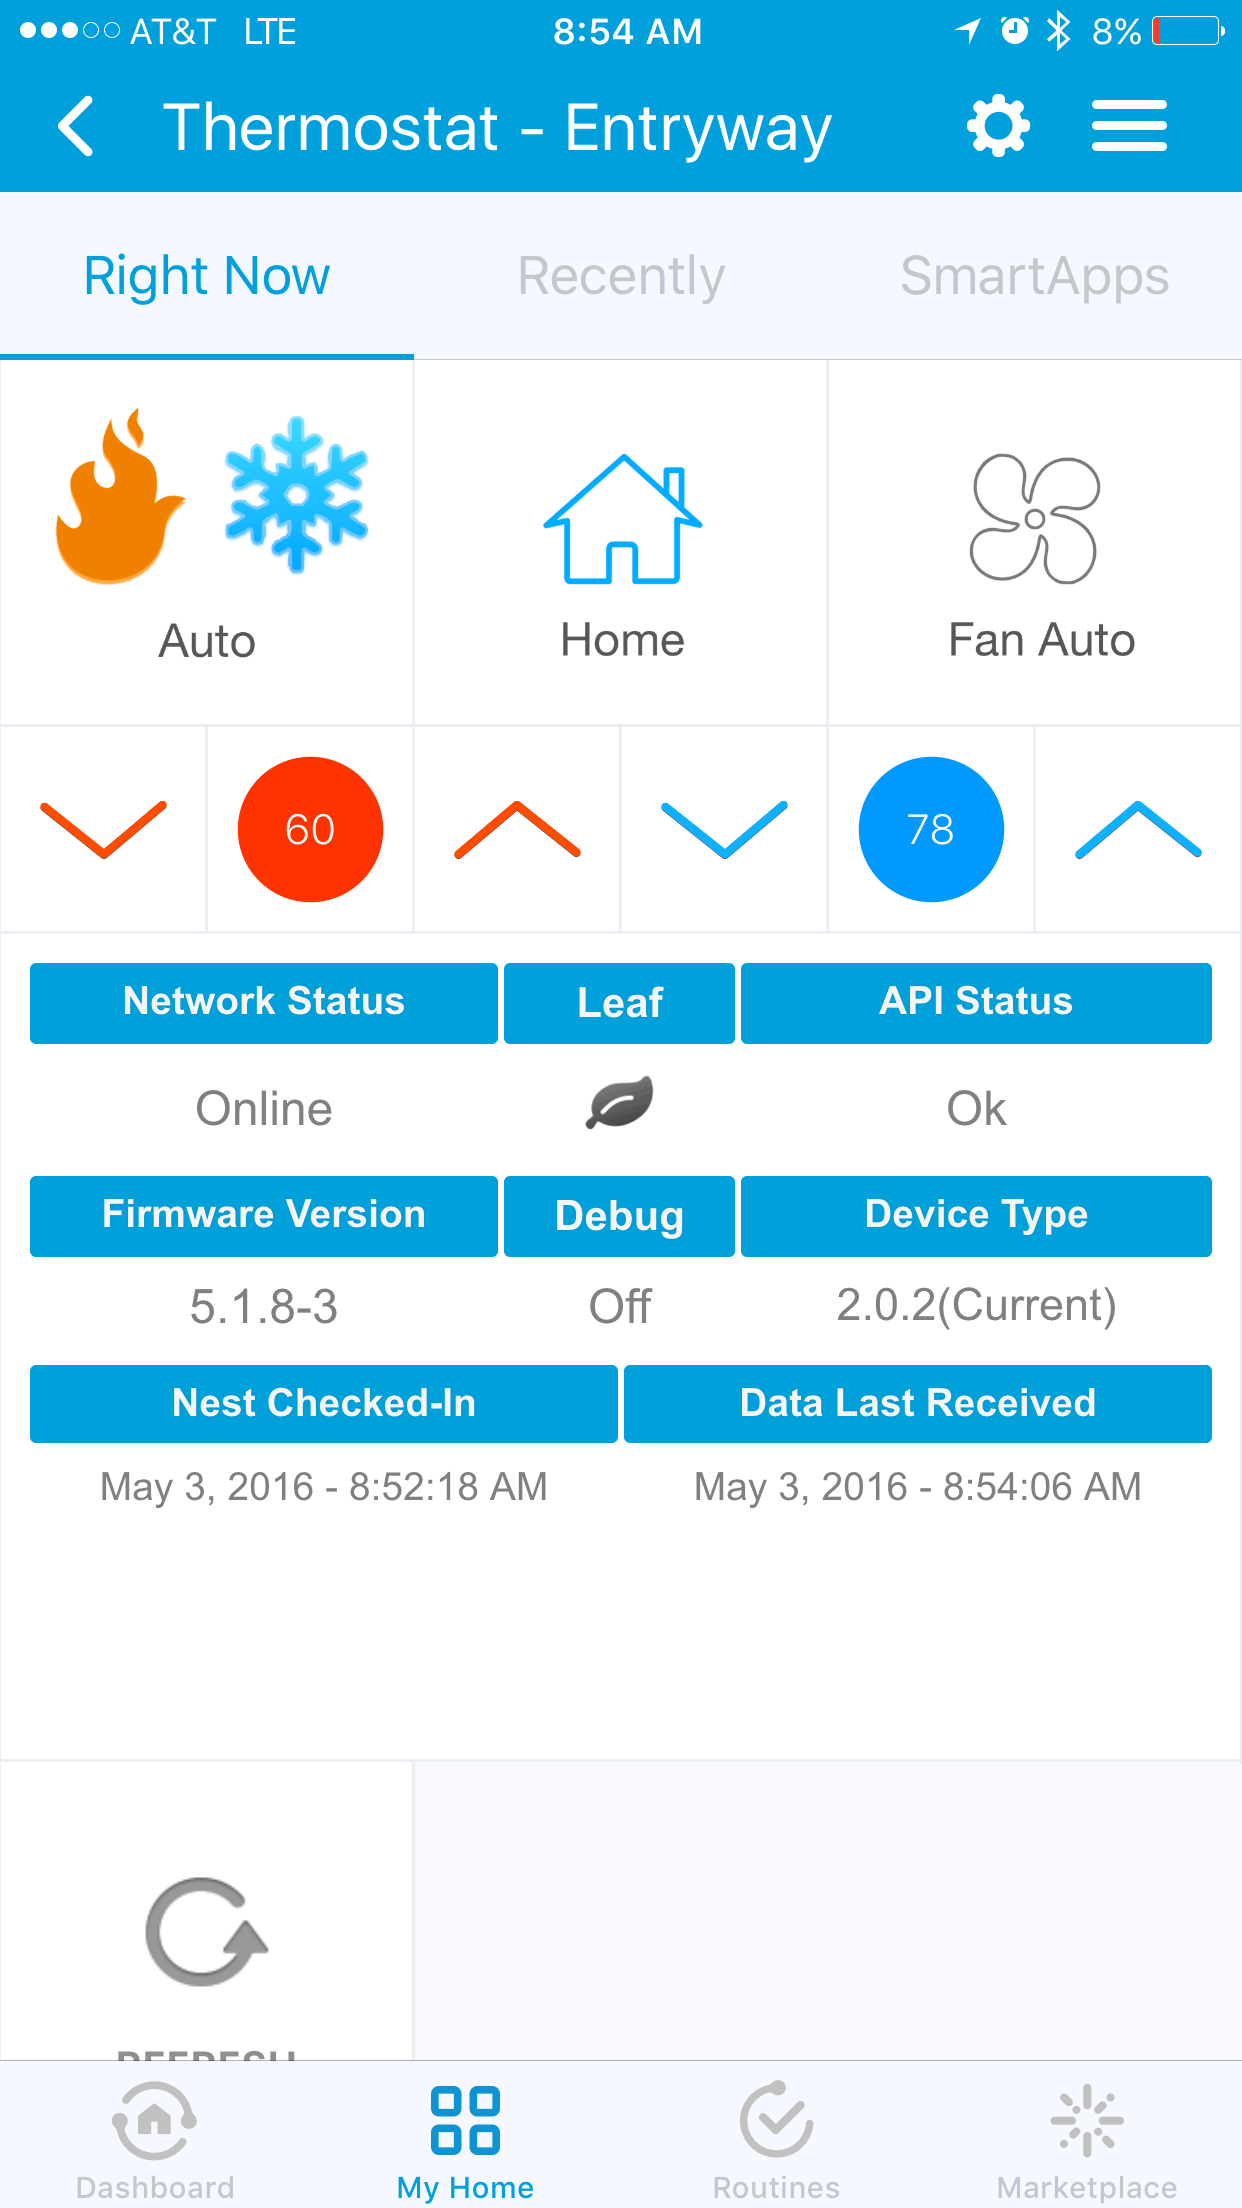 AT&T LTE 8:54 AM 8%
Thermostat - Entryway
Right Now Recently SmartApps
Auto Home Fan Auto
60 78
Network Status Leaf API Status
Online Ok
Firmware Version Debug Device Type
5.1.8-3 Off 2.0.2(Current)
Nest Checked-In Data Last Received
May 3, 2016 - 8:52:18 AM May 3, 2016 - 8:54:06 AM
REFRESH
Dashboard My Home Routines Marketplace